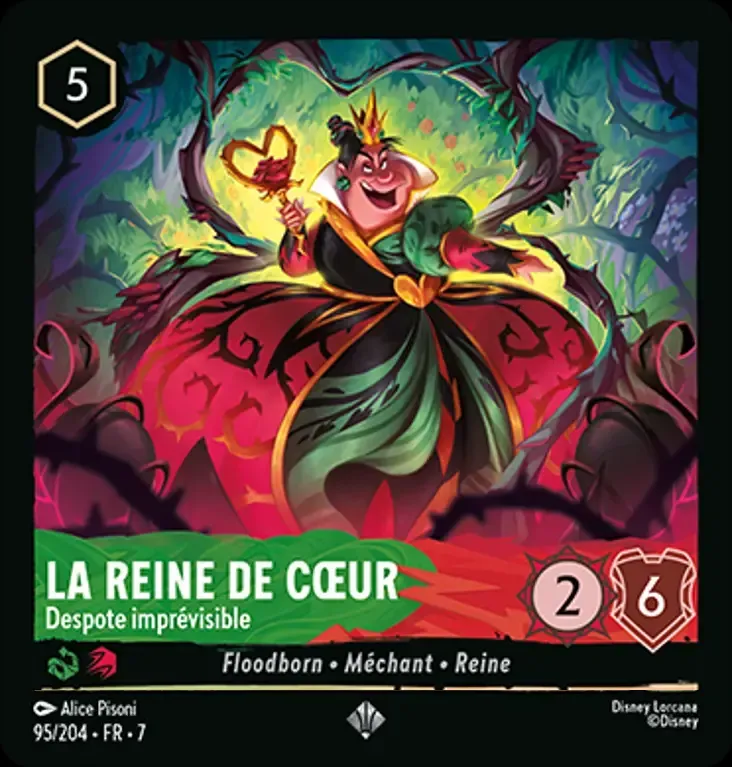 5
LA REINE DE CŒUR
Despote imprévisible
2
6
Floodborn • Méchant • Reine
Alice Pisoni
Disney Lorcana
95/204 • FR • 7
©Disney